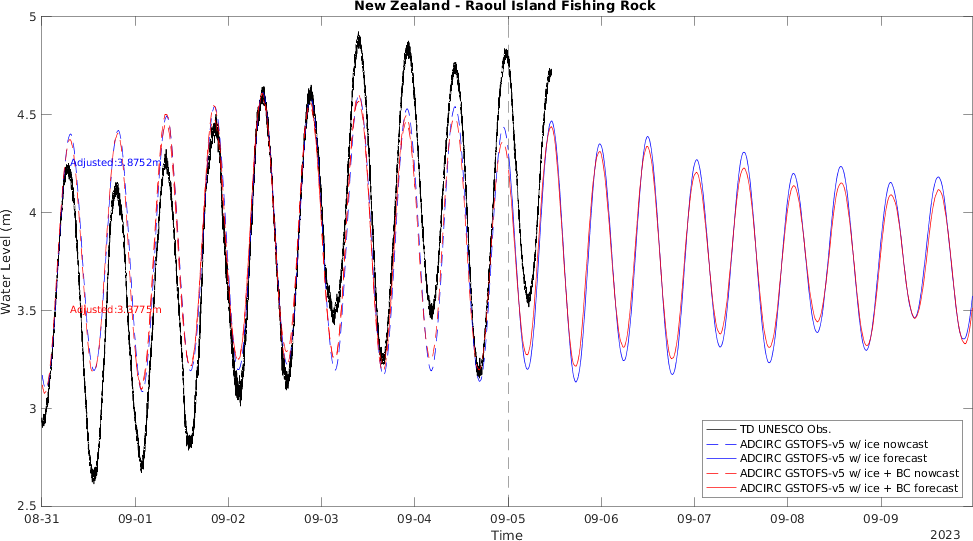 New Zealand - Raoul Island Fishing Rock
5
4.5
4
3.5
3
2.5
Water Level (m)
Adjusted:3.8752m
Adjusted:3.3775m
TD UNESCO Obs.
ADCIRC GSTOFS-v5 w/ ice nowcast
ADCIRC GSTOFS-v5 w/ ice forecast
ADCIRC GSTOFS-v5 w/ ice + BC nowcast
ADCIRC GSTOFS-v5 w/ ice + BC forecast
08-31 09-01 09-02 09-03 09-04 09-05 09-06 09-07 09-08 09-09
Time
2023